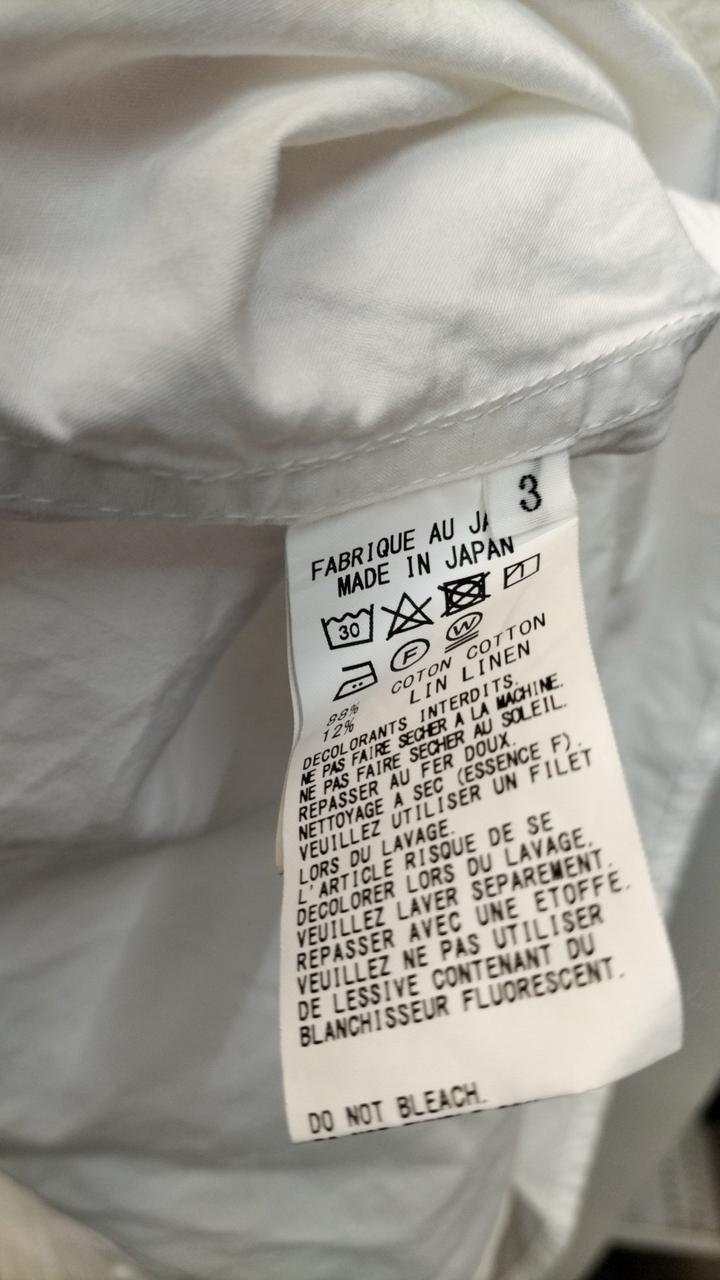 3
FABRIQUE AU
MADE IN JAPAN
30
F W
COTON COTTON
LIN LINEN
88%
12%
DECOLORANTS INTERDITS.
NE PAS FAIRE SECHER A LA MACHINE.
NE PAS FAIRE SECHER AU SOLEIL.
REPASSER AU FER DOUX.
NETTOYAGE A SEC (ESSENCE F).
VEUILLEZ UTILISER UN FILET
LORS DU LAVAGE.
L'ARTICLE RISQUE DE SE
DECOLORER LORS DU LAVAGE.
VEUILLEZ LAVER SEPAREMENT.
REPASSER AVEC UNE ETOFFE.
VEUILLEZ NE PAS UTILISER
DE LESSIVE CONTENANT DU
BLANCHISSEUR FLUORESCENT.
DO NOT BLEACH.